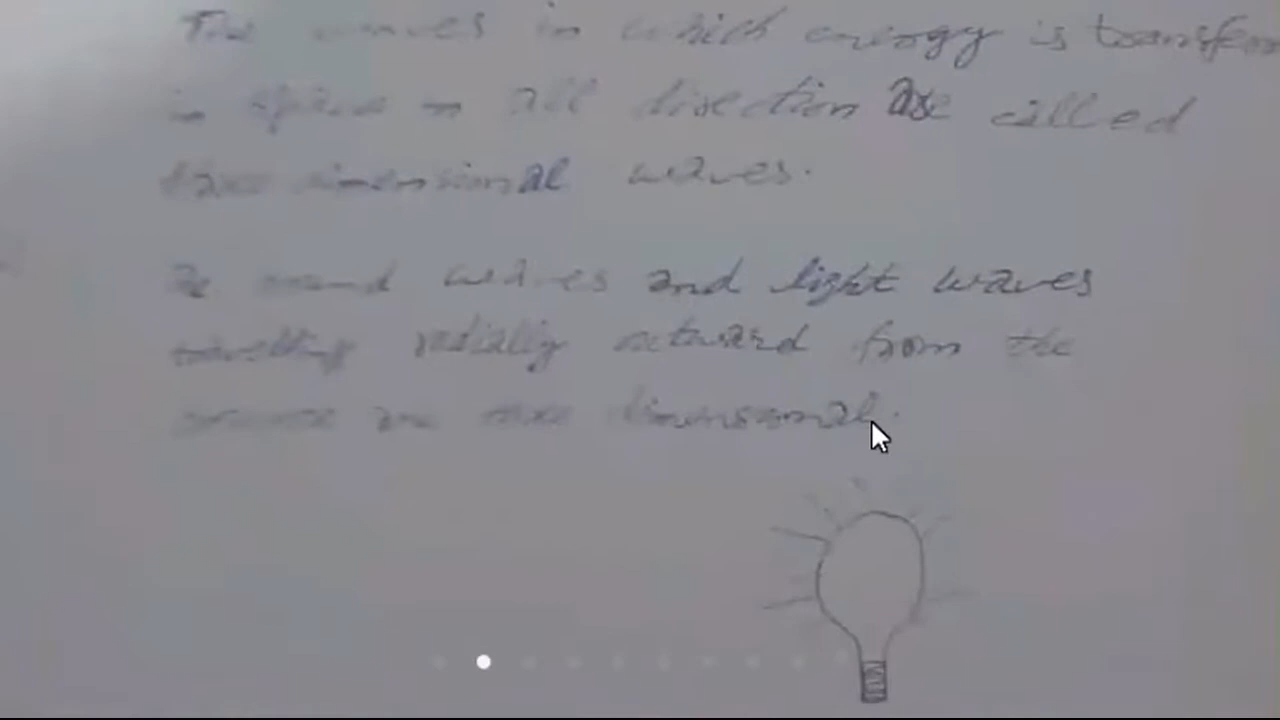 The waves in which energy is transfer
in space in all direction are called
three dimensional waves.
sound waves and light waves
travelling radially outward from the
source are three dimensional.